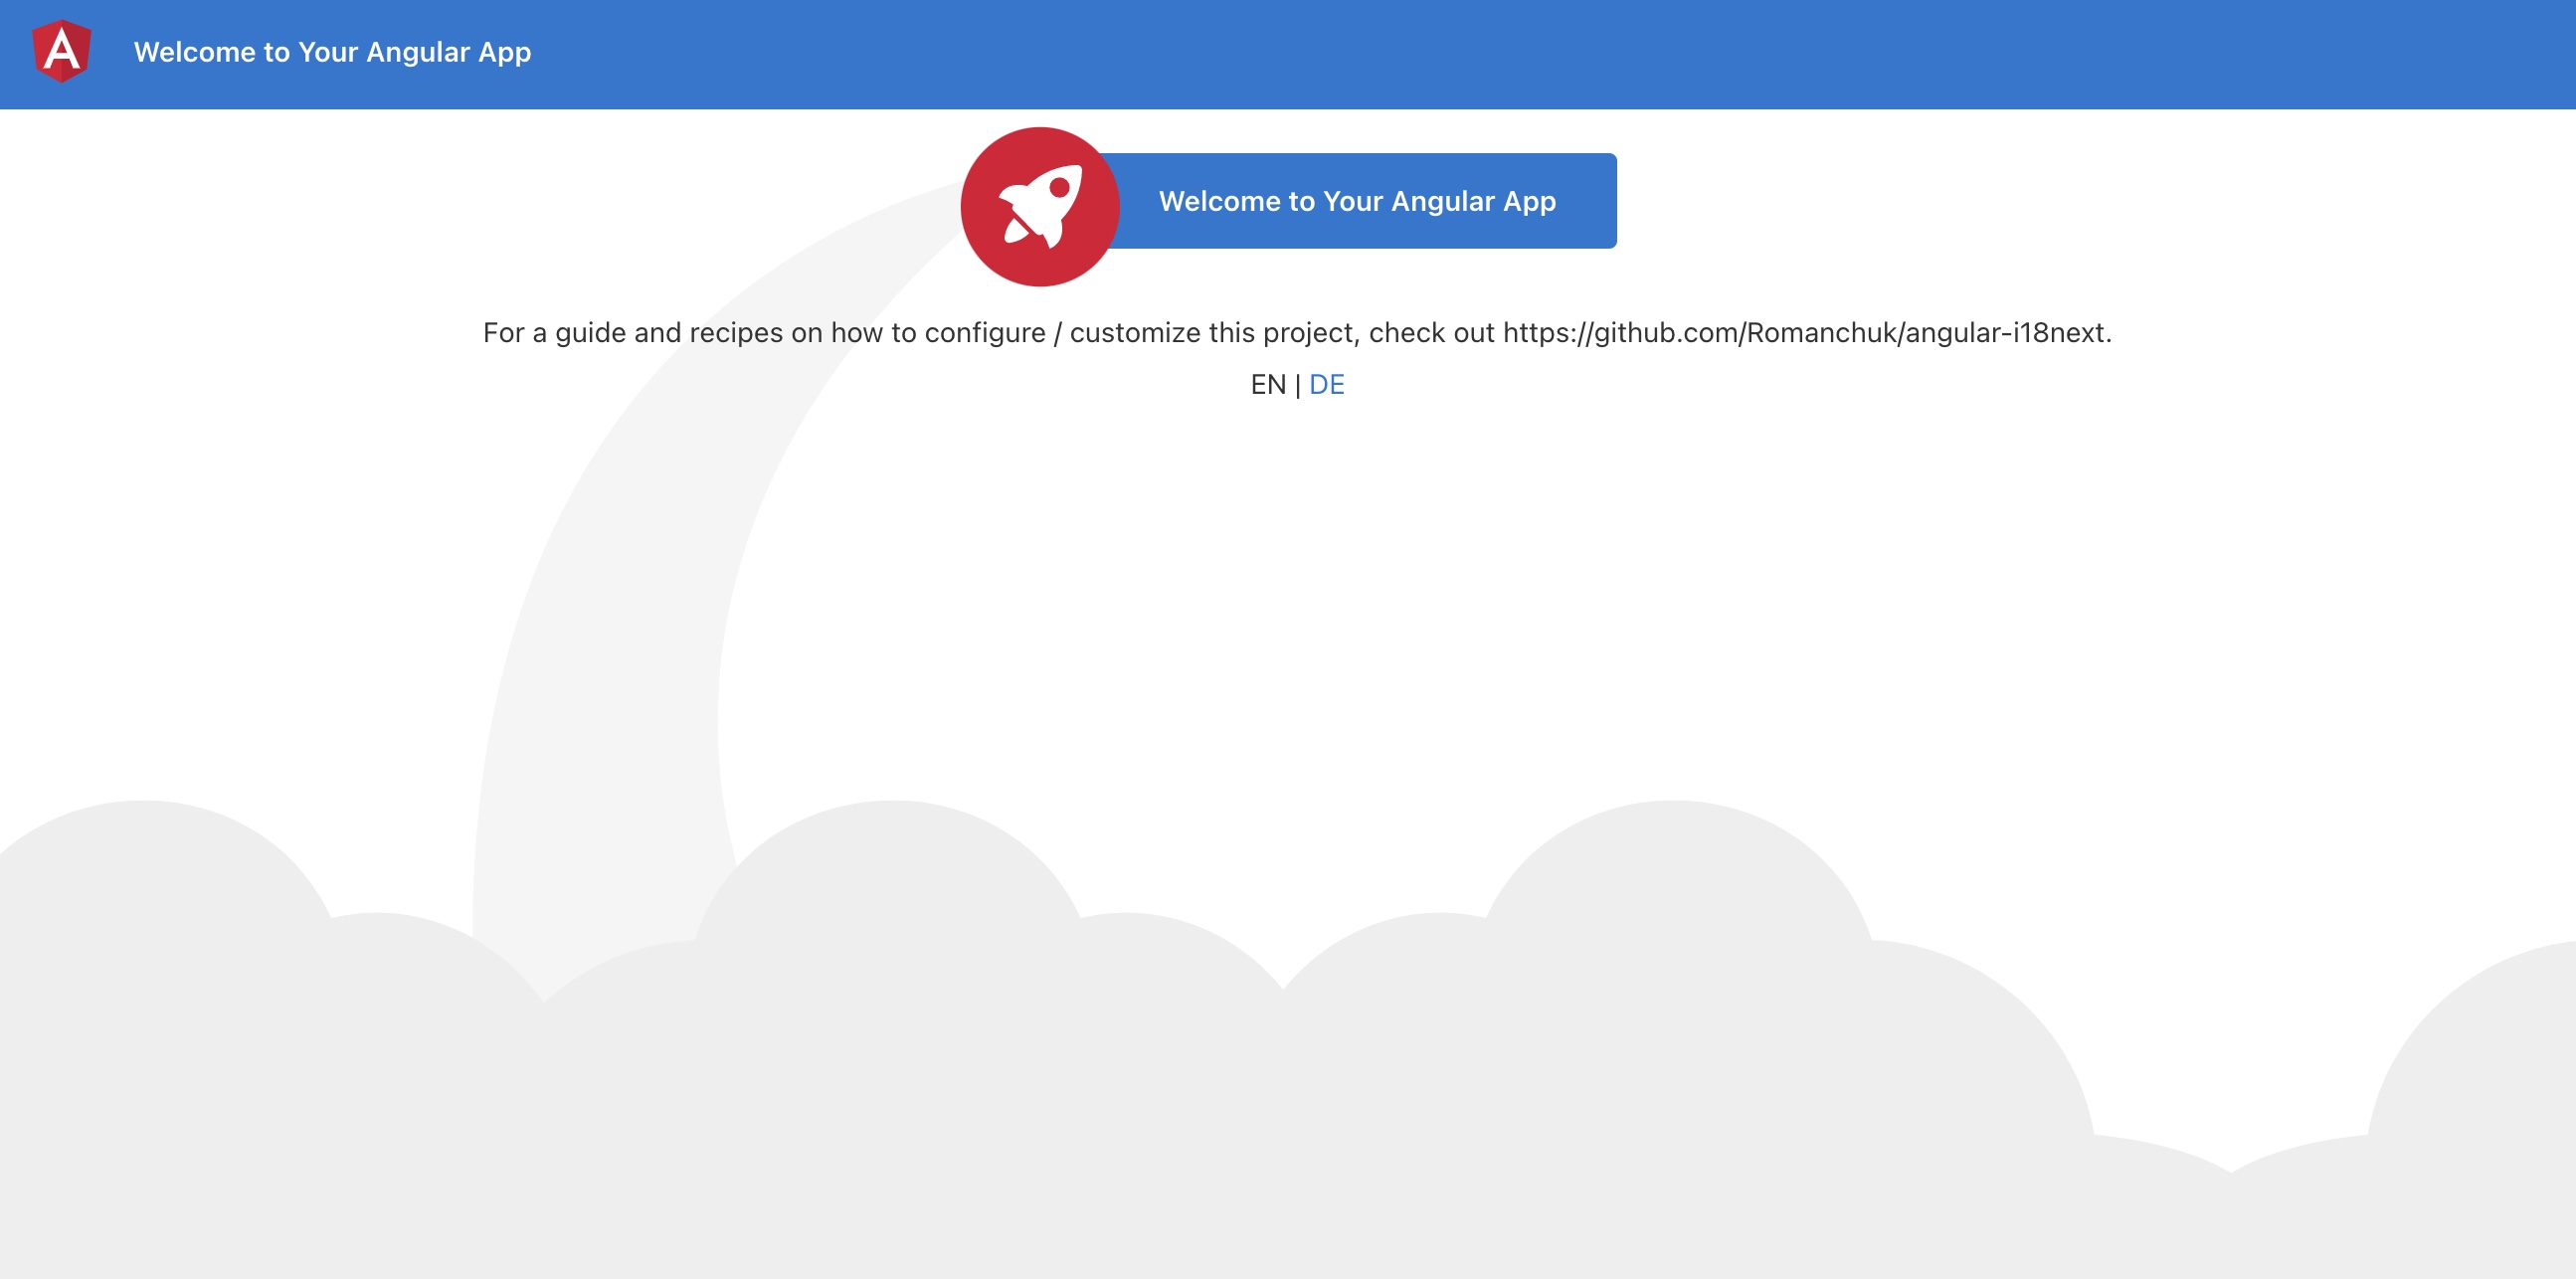 Welcome to Your Angular App
Welcome to Your Angular App
For a guide and recipes on how to configure / customize this project, check out https://github.com/Romanchuk/angular-i18next.
EN | DE